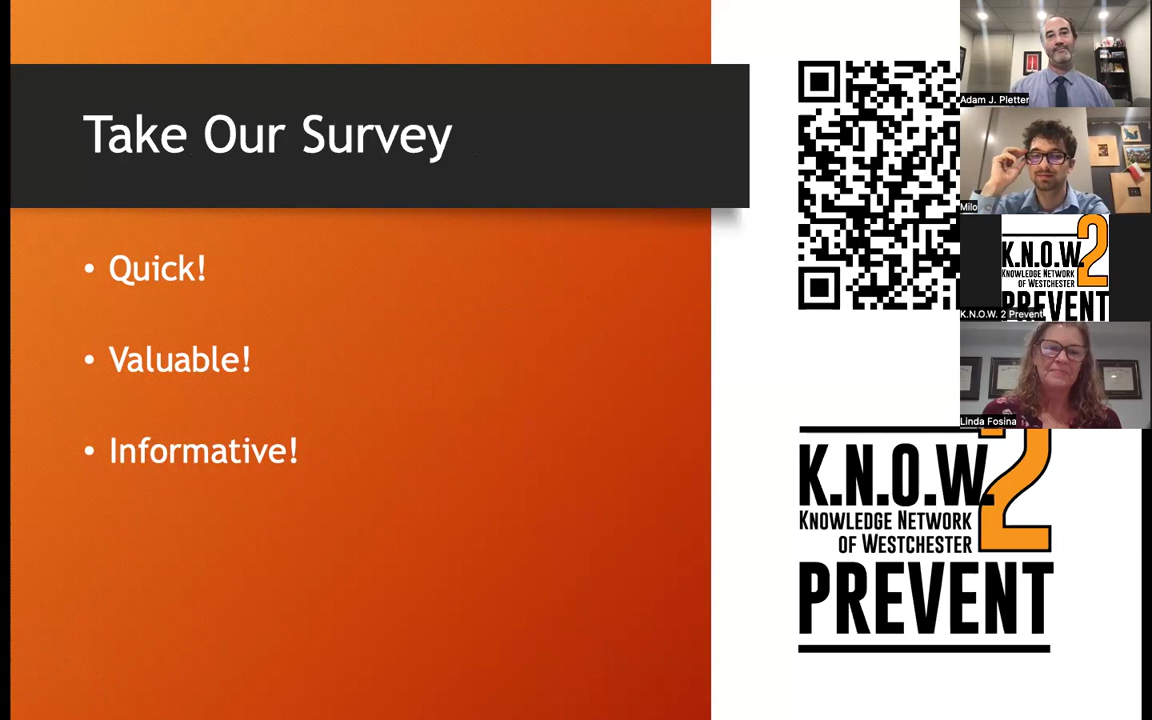 Take Our Survey
• Quick!
• Valuable!
• Informative!
K.N.O.W. 2
KNOWLEDGE NETWORK
OF WESTCHESTER
PREVENT
Adam J. Pletter
Milo
K.N.O.W. 2
KNOWLEDGE NETWORK
OF WESTCHESTER
PREVENT
K.N.O.W. 2 Prevent
Linda Fosina